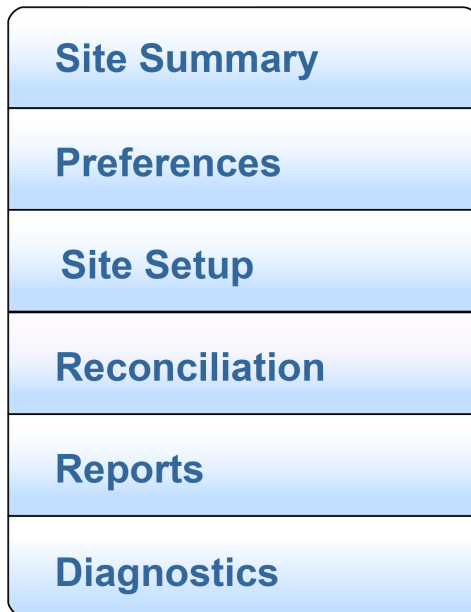 Site Summary
Preferences
Site Setup
Reconciliation
Reports
Diagnostics